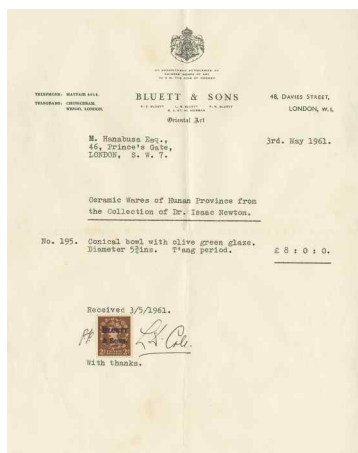 TELEPHONE: MAYFAIR 4018.
TELEGRAMS: CHOUCHEAN,
WESDO, LONDON.
BLUETT & SONS
48, DAVIES STREET,
LONDON, W.1.
Oriental Art
M. Hanabusa Esq.,
46, Prince's Gate,
LONDON, S. W. 7.
3rd. May 1961.
Ceramic Wares of Hunan Province from
the Collection of Dr. Isaac Newton.
No. 195. Conical bowl with olive green glaze.
Diameter 5¾ins. T'ang period.
£ 8 : 0 : 0.
Received 3/5/1961.
BLUETT
& SONS
With thanks.